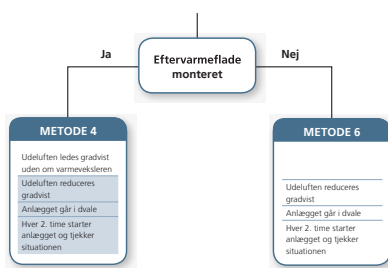 Ja
Eftervarmeflade
monteret
Nej
METODE 4
Udeluften ledes gradvist
uden om varmeveksleren
Udeluften reduceres
gradvist
Anlægget går i dvale
Hver 2. time starter
anlægget og tjekker
situationen
METODE 6
Udeluften reduceres
gradvist
Anlægget går i dvale
Hver 2. time starter
anlægget og tjekker
situationen